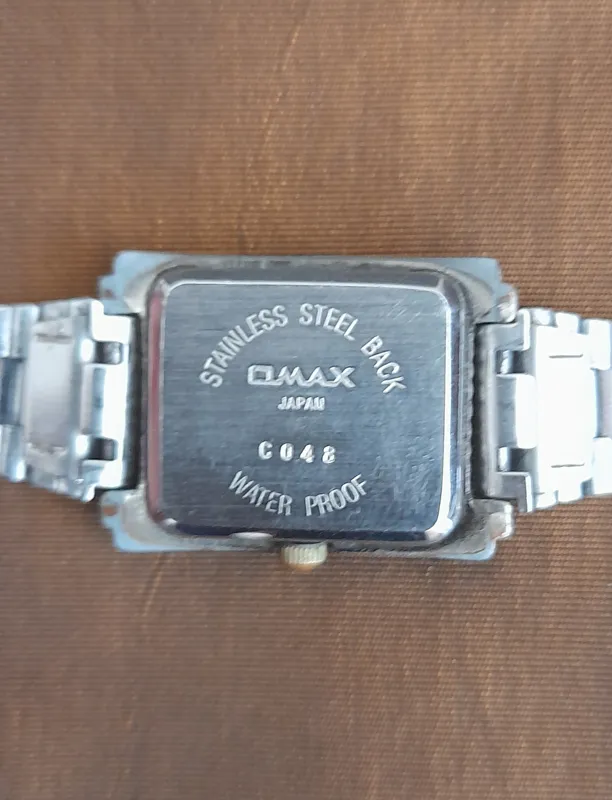 STAINLESS STEEL BACK
OMAX
JAPAN
C048
WATER PROOF